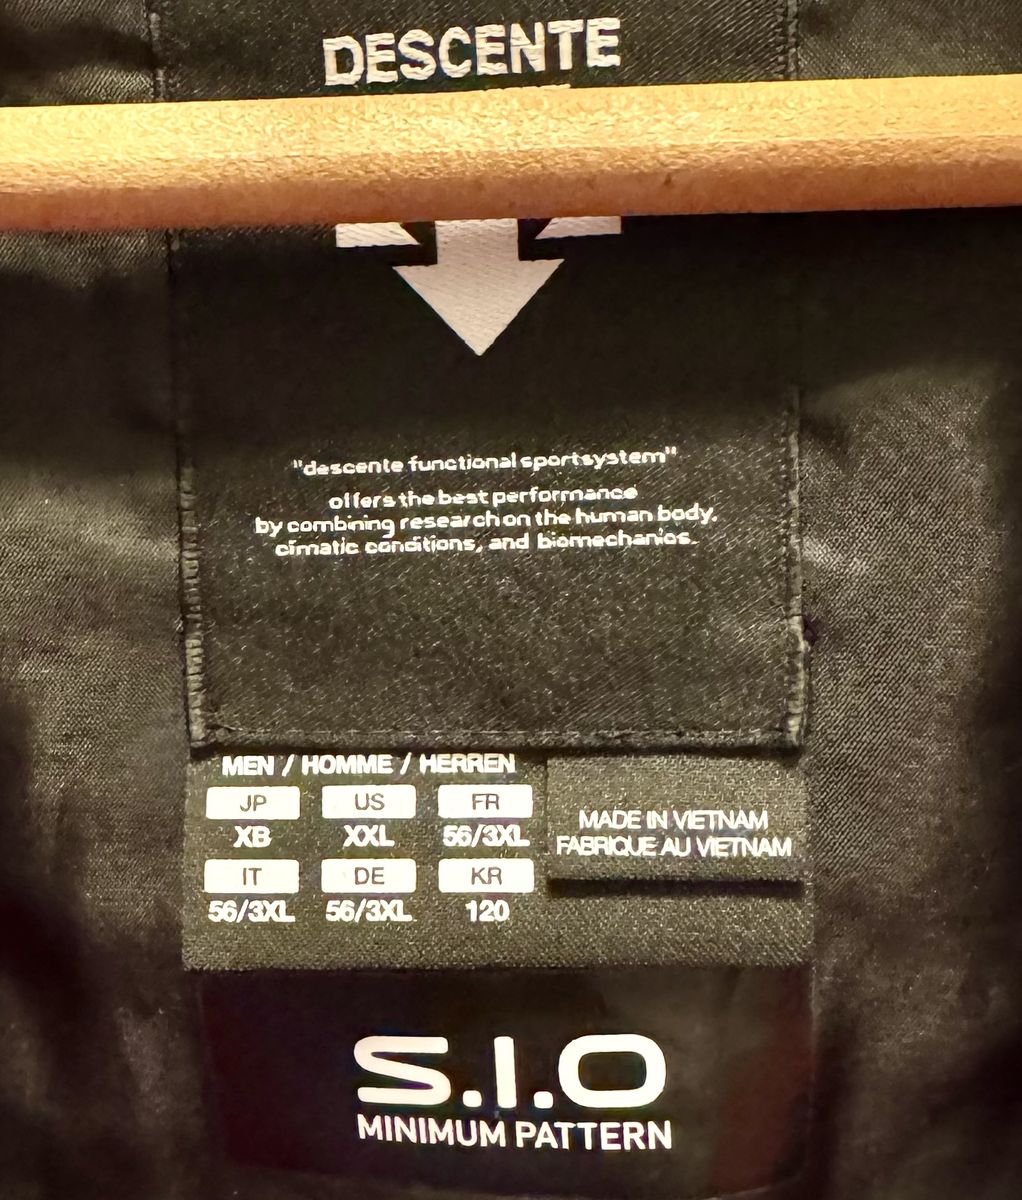 DESCENTE
"descente functional sportsystem"
offers the best performance
by combining research on the human body,
climatic conditions, and biomechanics.
MEN / HOMME / HERREN
JP US FR
XB XXL 56/3XL
IT DE KR
56/3XL 56/3XL 120
MADE IN VIETNAM
FABRIQUE AU VIETNAM
S.I.O
MINIMUM PATTERN